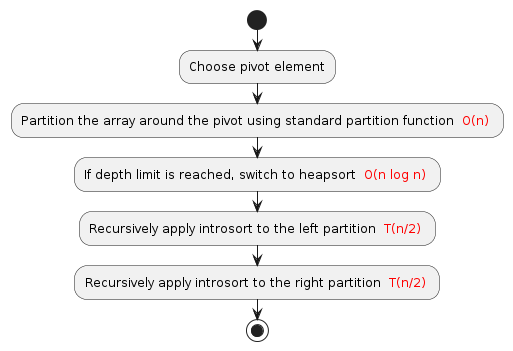 Choose pivot element
Partition the array around the pivot using standard partition function O(n)
If depth limit is reached, switch to heapsort O(n log n)
Recursively apply introsort to the left partition T(n/2)
Recursively apply introsort to the right partition T(n/2)